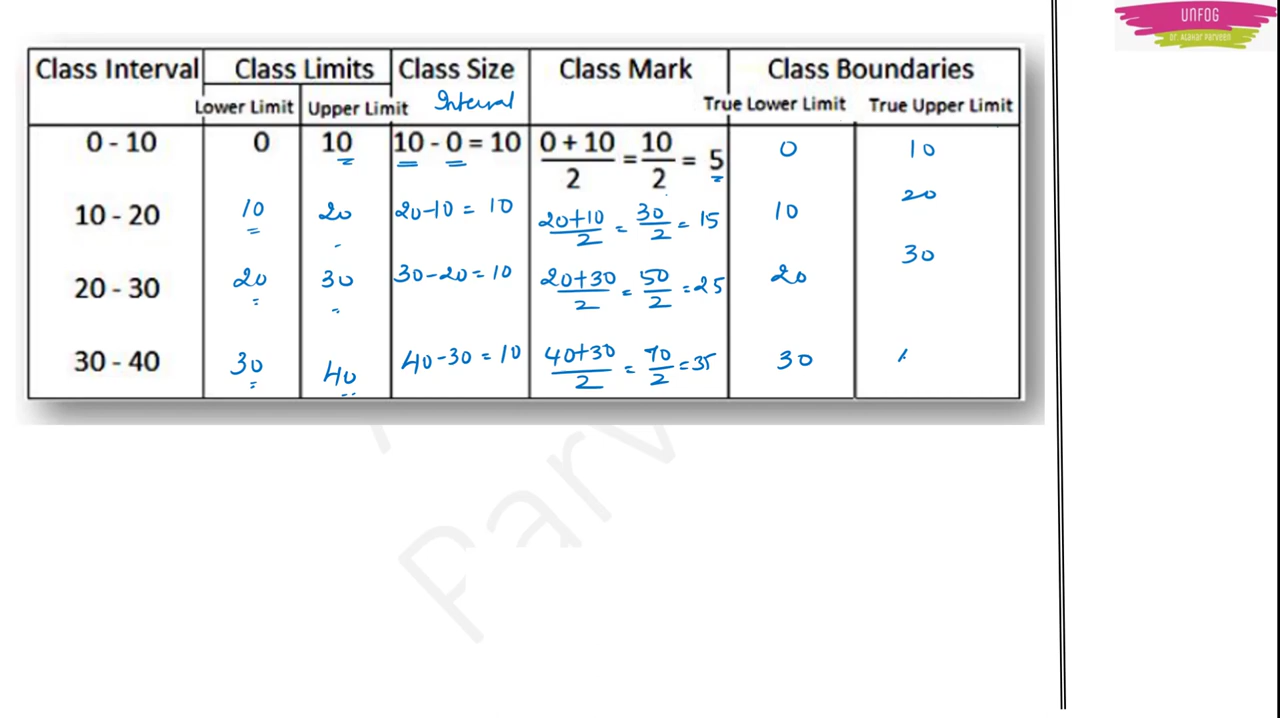 UNFOG
Dr. Atahar Parveen
Class Interval Class Limits Class Size Class Mark Class Boundaries
Lower Limit Upper Limit Interval True Lower Limit True Upper Limit
0 - 10 0 10 10 - 0 = 10 0 + 10 / 2 = 10 / 2 = 5 0 10
10 - 20 10 20 20-10 = 10 20+10 / 2 = 30 / 2 = 15 10 20
20 - 30 20 30 30-20 = 10 20+30 / 2 = 50 / 2 = 25 20 30
30 - 40 30 40 40-30 = 10 40+30 / 2 = 70 / 2 = 35 30
Parv